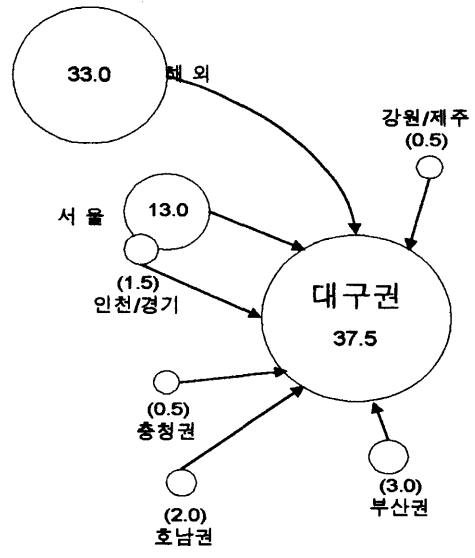 33.0
해 외
강원/제주
(0.5)
서 울
13.0
(1.5)
인천/경기
대구권
37.5
(0.5)
충청권
(2.0)
호남권
(3.0)
부산권